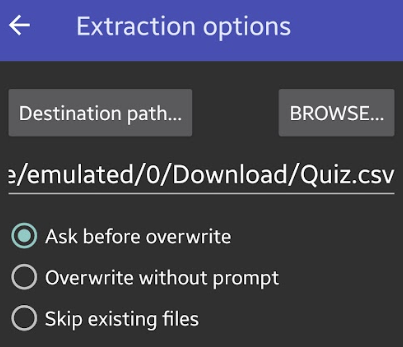 Extraction options
Destination path...
BROWSE...
e/emulated/0/Download/Quiz.csv
Ask before overwrite
Overwrite without prompt
Skip existing files